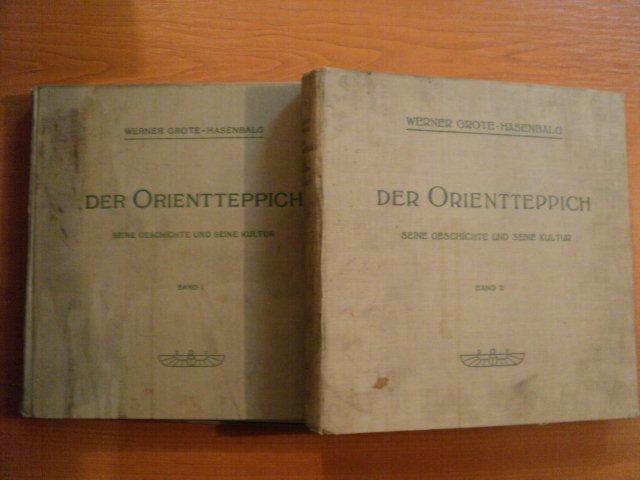 WERNER GROTE-HASENBALG
DER ORIENTTEPPICH
SEINE GESCHICHTE UND SEINE KULTUR
BAND I
WERNER GROTE-HASENBALG
DER ORIENTTEPPICH
SEINE GESCHICHTE UND SEINE KULTUR
BAND II